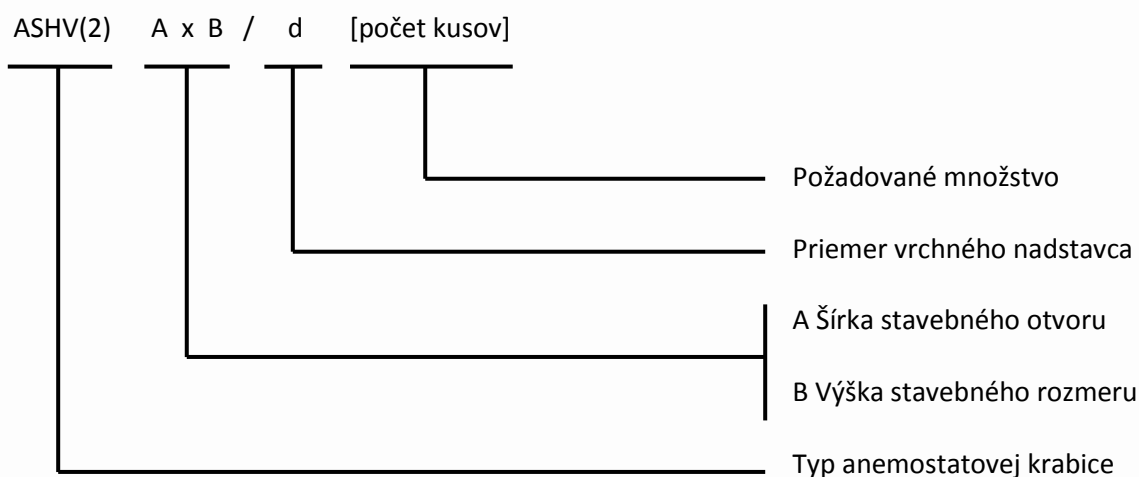 ASHV(2) A x B / d [počet kusov]
Požadované množstvo
Priemer vrchného nadstavca
A Šírka stavebného otvoru
B Výška stavebného rozmeru
Typ anemostatovej krabice